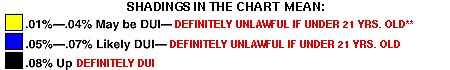 SHADINGS IN THE CHART MEAN:
.01%—.04% May be DUI— DEFINITELY UNLAWFUL IF UNDER 21 YRS. OLD**
.05%—.07% Likely DUI— DEFINITELY UNLAWFUL IF UNDER 21 YRS. OLD
.08% Up DEFINITELY DUI